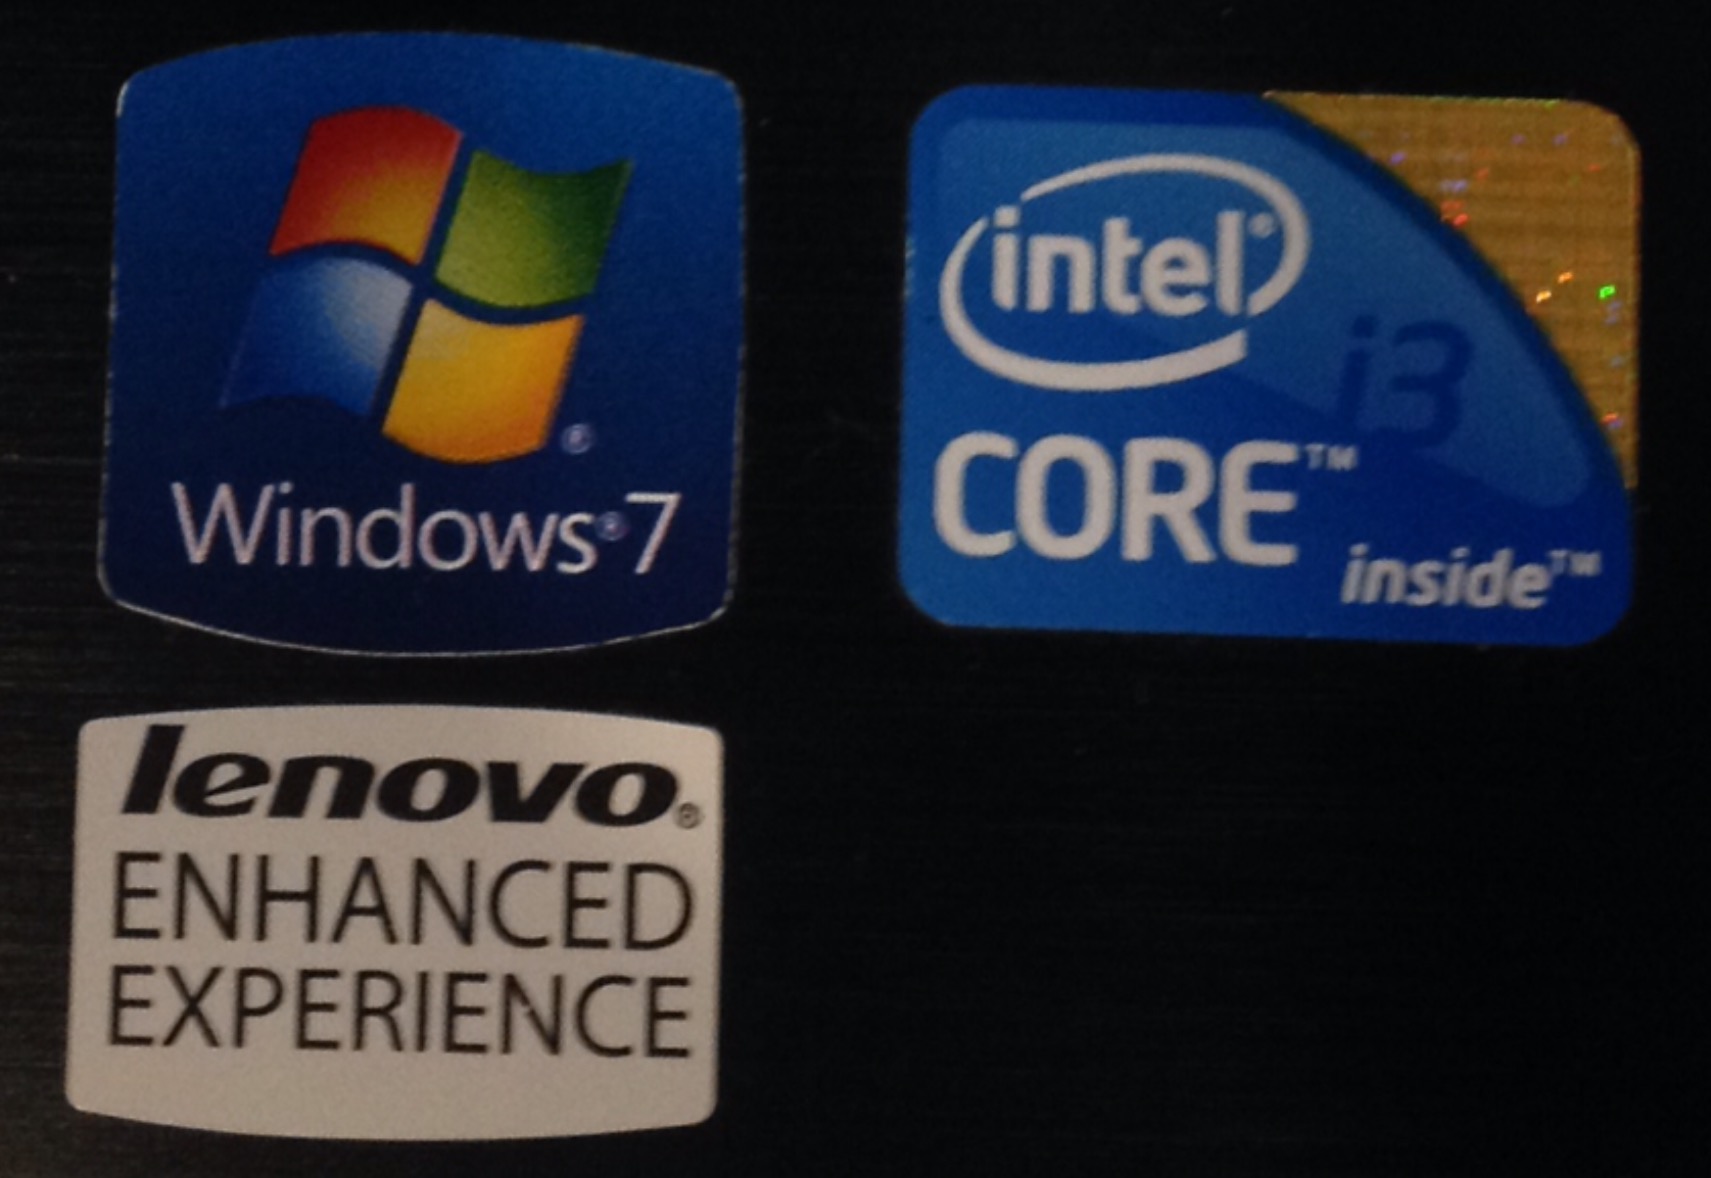 Windows® 7
intel®
i3
CORE™
inside™
lenovo®
ENHANCED
EXPERIENCE